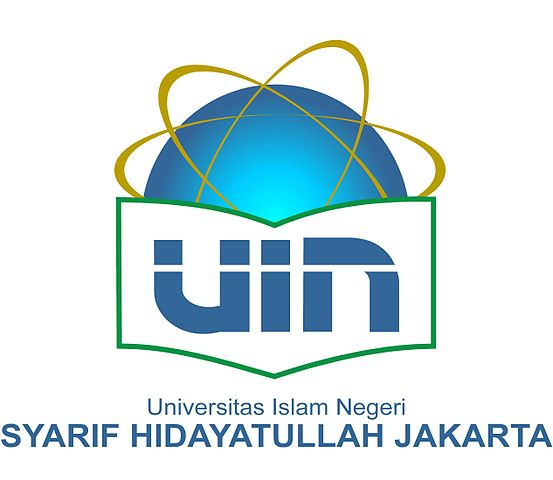 uin
Universitas Islam Negeri
SYARIF HIDAYATULLAH JAKARTA